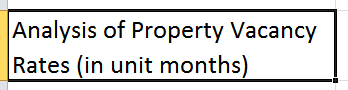 Analysis of Property Vacancy
Rates (in unit months)